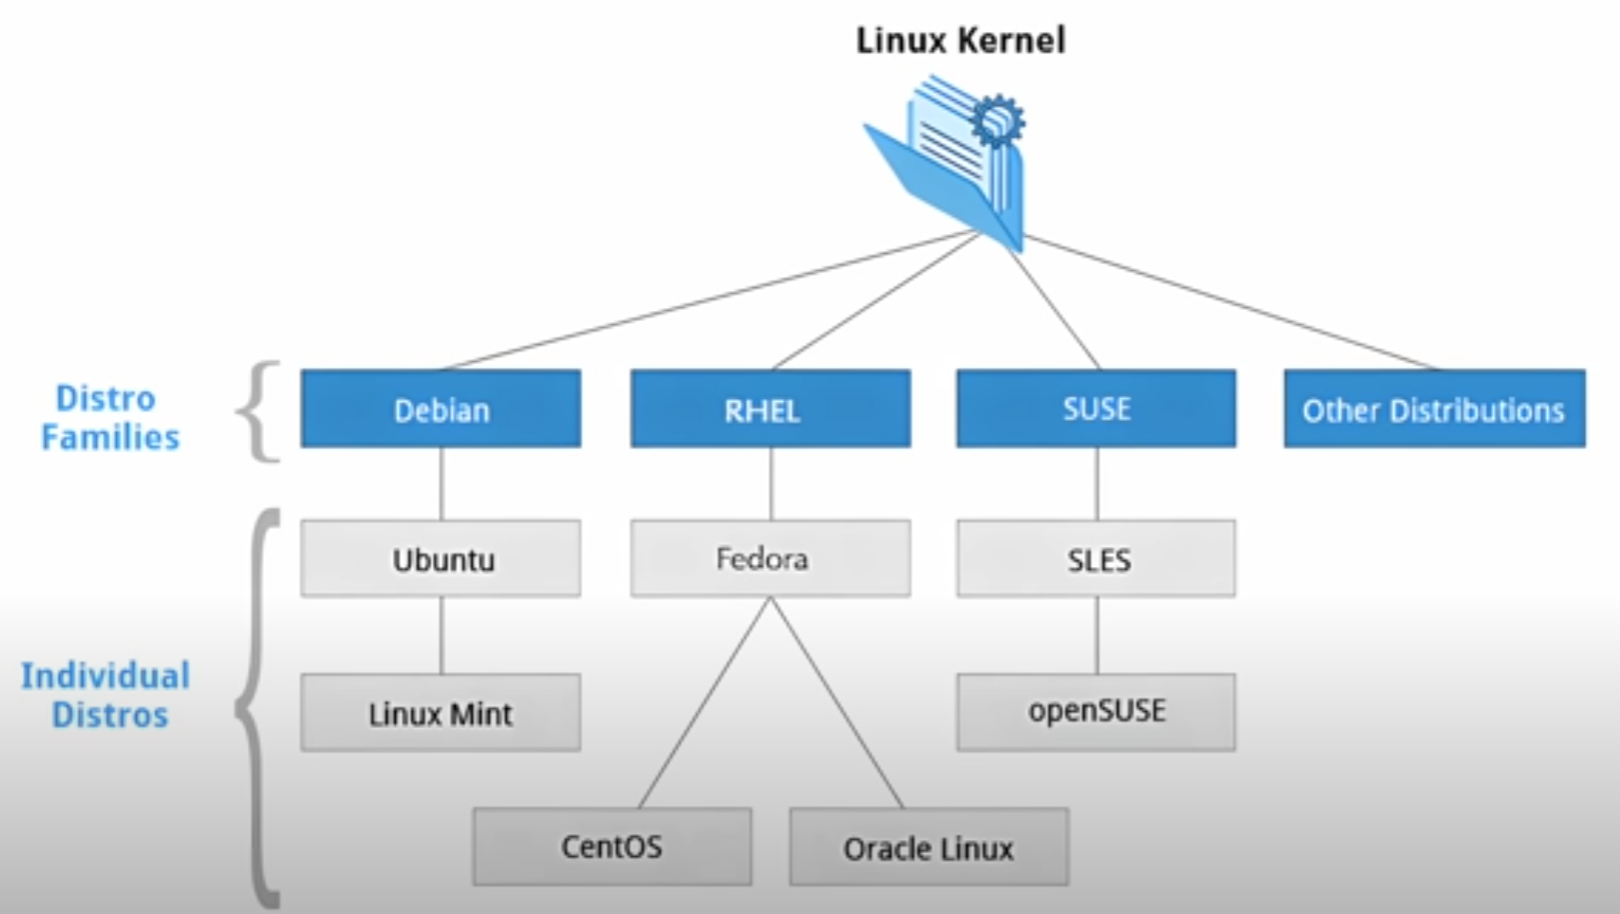 Linux Kernel
Distro
Families
Debian
RHEL
SUSE
Other Distributions
Ubuntu
Fedora
SLES
Individual
Distros
Linux Mint
openSUSE
CentOS
Oracle Linux